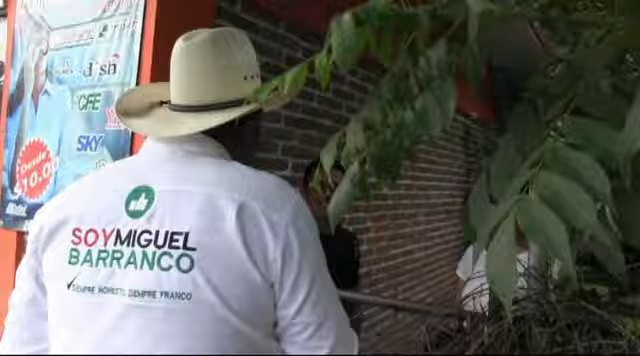 dish
CFE
SKY
Desde
$10.00
SOYMIGUEL
BARRANCO
SIEMPRE HONESTO, SIEMPRE FRANCO